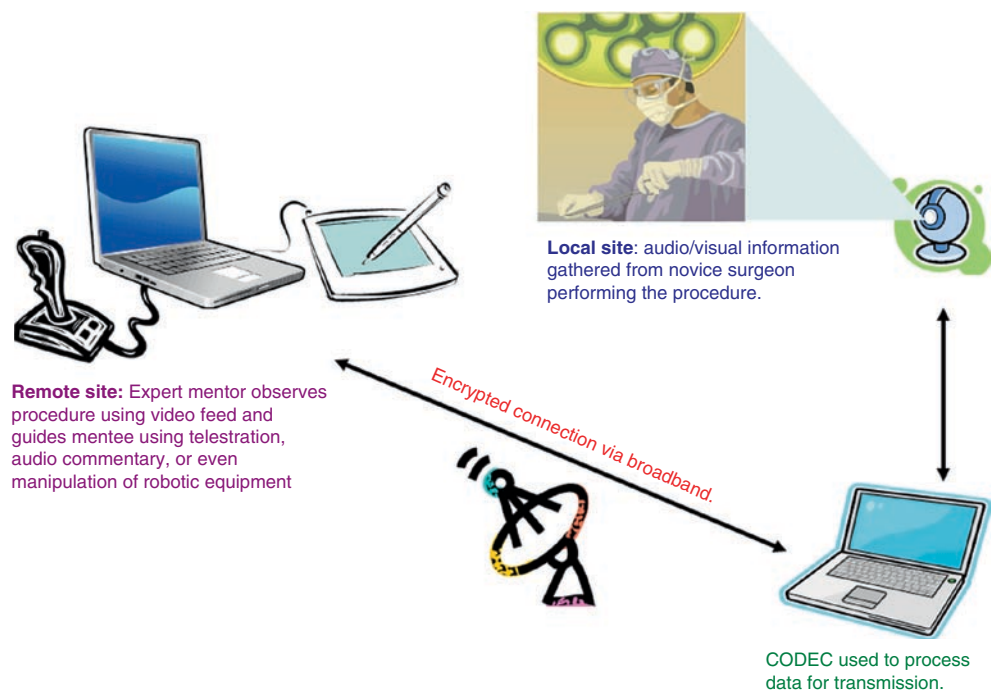 Local site: audio/visual information
gathered from novice surgeon
performing the procedure.
Remote site: Expert mentor observes
procedure using video feed and
guides mentee using telestration,
audio commentary, or even
manipulation of robotic equipment
Encrypted connection via broadband.
CODEC used to process
data for transmission.